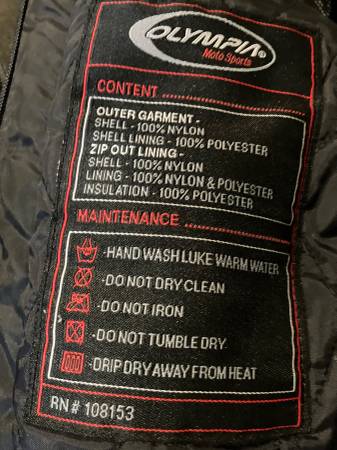 OLYMPIA®
Moto Sports
CONTENT ..........
OUTER GARMENT -
SHELL - 100% NYLON
SHELL LINING - 100% POLYESTER
ZIP OUT LINING -
SHELL - 100% NYLON
LINING - 100% NYLON & POLYESTER
INSULATION - 100% POLYESTER
MAINTENANCE ..........
-HAND WASH LUKE WARM WATER
-DO NOT DRY CLEAN
-DO NOT IRON
-DO NOT TUMBLE DRY
-DRIP DRY AWAY FROM HEAT
RN # 108153